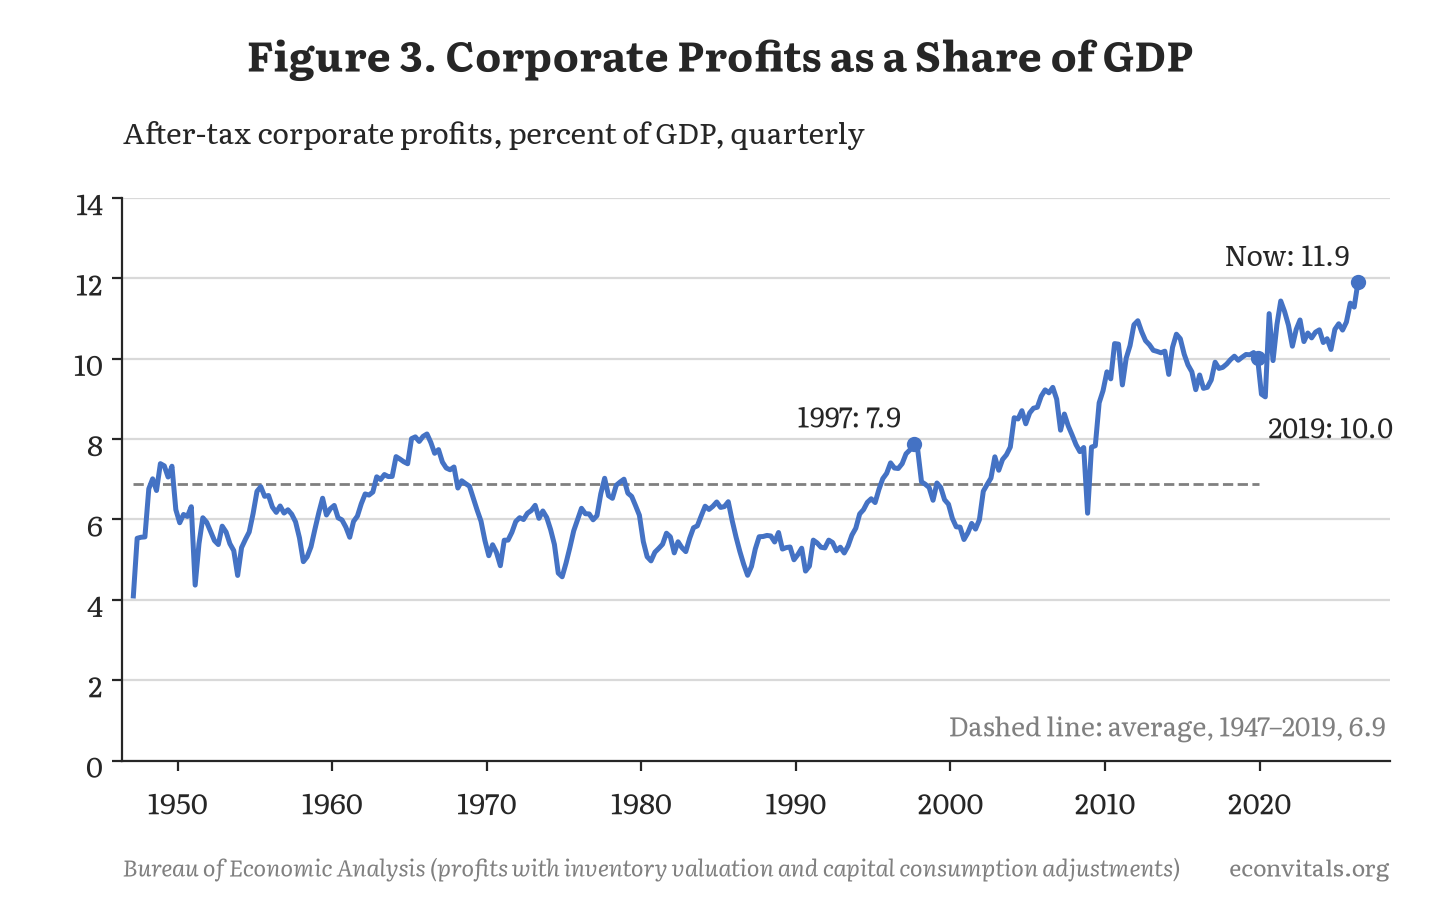 Figure 3. Corporate Profits as a Share of GDP
After-tax corporate profits, percent of GDP, quarterly
14
12
10
8
6
4
2
0
Now: 11.9
1997: 7.9
2019: 10.0
Dashed line: average, 1947–2019, 6.9
1950 1960 1970 1980 1990 2000 2010 2020
Bureau of Economic Analysis (profits with inventory valuation and capital consumption adjustments) econvitals.org